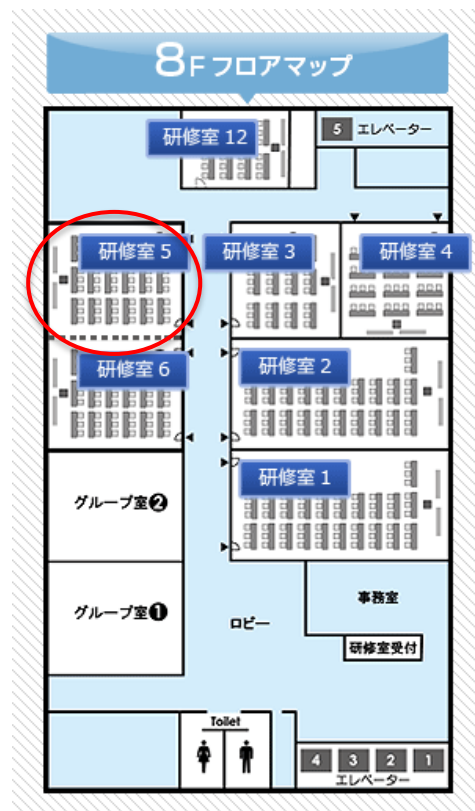 8Fフロアマップ
研修室 12
5 エレベーター
研修室 5
研修室 3
研修室 4
研修室 6
研修室 2
研修室 1
グループ室❷
グループ室❶
ロビー
事務室
研修室受付
Toilet
4 3 2 1
エレベーター